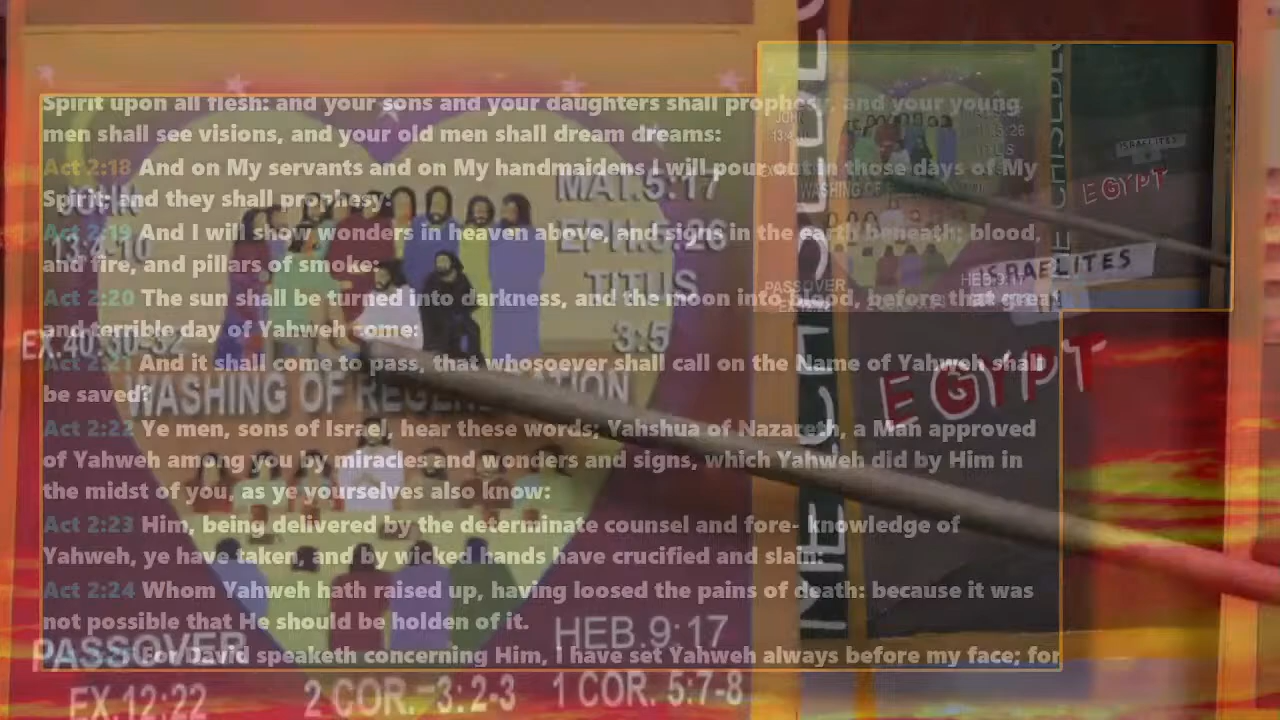 Spirit upon all flesh: and your sons and your daughters shall prophesy, and your young
men shall see visions, and your old men shall dream dreams:
Act 2:18 And on My servants and on My handmaidens I will pour out in those days of My
Spirit; and they shall prophesy:
Act 2:19 And I will show wonders in heaven above, and signs in the earth beneath; blood,
and fire, and pillars of smoke:
Act 2:20 The sun shall be turned into darkness, and the moon into blood, before that great
and terrible day of Yahweh come:
Act 2:21 And it shall come to pass, that whosoever shall call on the Name of Yahweh shall
be saved:
Act 2:22 Ye men, sons of Israel, hear these words; Yahshua of Nazareth, a Man approved
of Yahweh among you by miracles and wonders and signs, which Yahweh did by Him in
the midst of you, as ye yourselves also know:
Act 2:23 Him, being delivered by the determinate counsel and fore- knowledge of
Yahweh, ye have taken, and by wicked hands have crucified and slain:
Act 2:24 Whom Yahweh hath raised up, having loosed the pains of death: because it was
not possible that He should be holden of it.
For David speaketh concerning Him, I have set Yahweh always before my face; for
JOHN
13:4,10
MAT.5:17
EPH.5:26
TITUS
3:5
EX.40:30-32
WASHING OF REGENERATION
PASSOVER
EX.12:22
2 COR. 3:2-3
HEB.9:17
1 COR. 5:7-8
ISRAELITES
EGYPT
ISRAELITES
EGYPT
TITUS
WASHING OF
PASSOVER
HEB.9:17